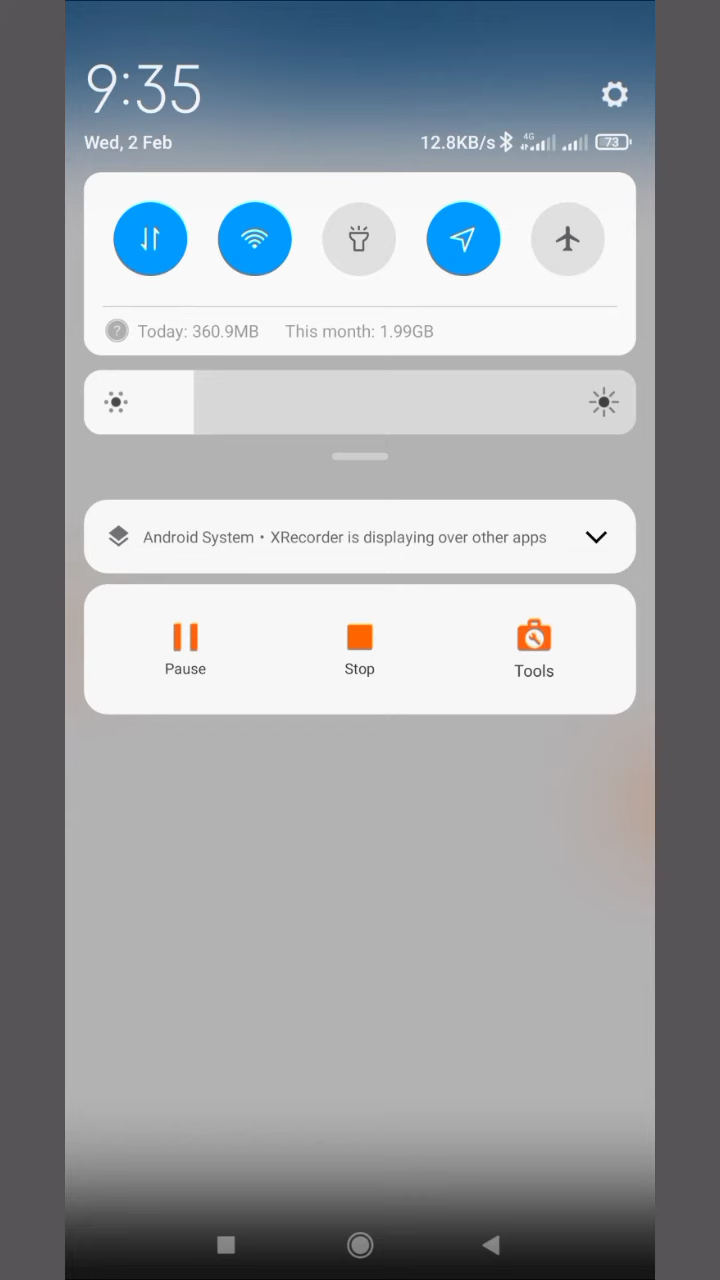 9:35
Wed, 2 Feb
12.8KB/s 4G 73
Today: 360.9MB This month: 1.99GB
Android System • XRecorder is displaying over other apps
Pause Stop Tools